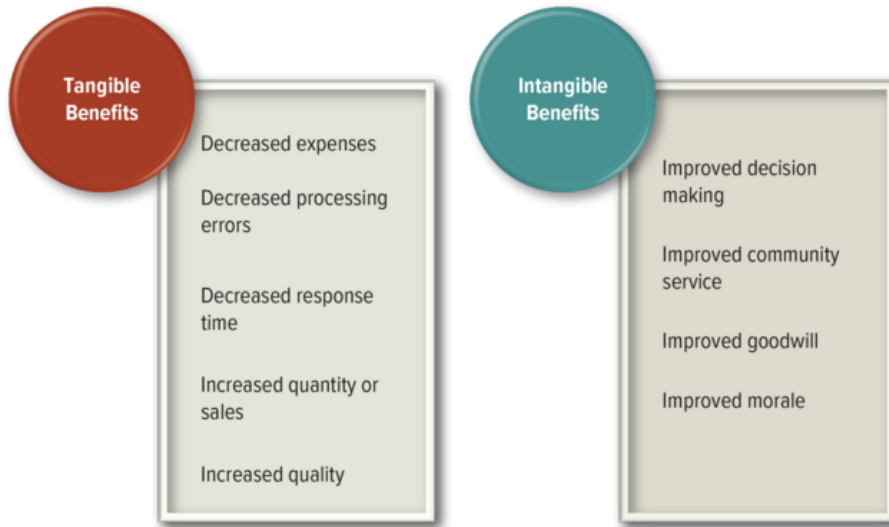 Tangible
Benefits
Decreased expenses
Decreased processing
errors
Decreased response
time
Increased quantity or
sales
Increased quality
Intangible
Benefits
Improved decision
making
Improved community
service
Improved goodwill
Improved morale